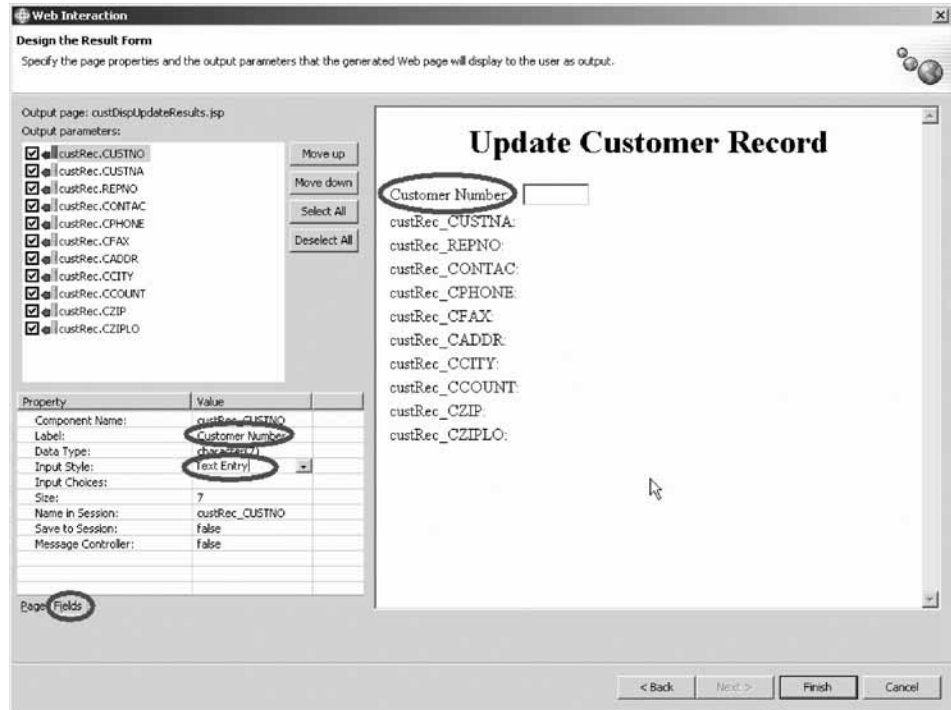 Web Interaction
Design the Result Form
Specify the page properties and the output parameters that the generated Web page will display to the user as output.
Output page: custDispUpdateResults.jsp
Output parameters:
custRec.CUSTNO
custRec.CUSTNA
custRec.REPNO
custRec.CONTAC
custRec.CPHONE
custRec.CFAX
custRec.CADDR
custRec.CCITY
custRec.CCOUNT
custRec.CZIP
custRec.CZIPLO
Move up
Move down
Select All
Deselect All
Property Value
Component Name: custRec_CUSTNO
Label: Customer Number
Data Type: character(7)
Input Style: Text Entry
Input Choices:
Size: 7
Name in Session: custRec_CUSTNO
Save to Session: false
Message Controller: false
Page Fields
Update Customer Record
Customer Number
custRec_CUSTNA:
custRec_REPNO:
custRec_CONTAC:
custRec_CPHONE:
custRec_CFAX:
custRec_CADDR:
custRec_CCITY:
custRec_CCOUNT:
custRec_CZIP:
custRec_CZIPLO:
< Back Next > Finish Cancel